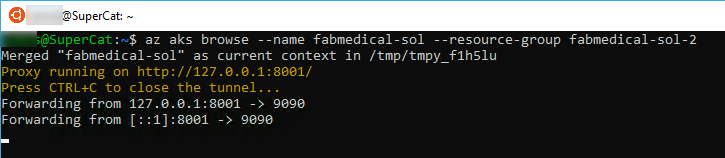 @SuperCat: ~
@SuperCat:~$ az aks browse --name fabmedical-sol --resource-group fabmedical-sol-2
Merged "fabmedical-sol" as current context in /tmp/tmpy_f1h5lu
Proxy running on http://127.0.0.1:8001/
Press CTRL+C to close the tunnel...
Forwarding from 127.0.0.1:8001 -> 9090
Forwarding from [::1]:8001 -> 9090